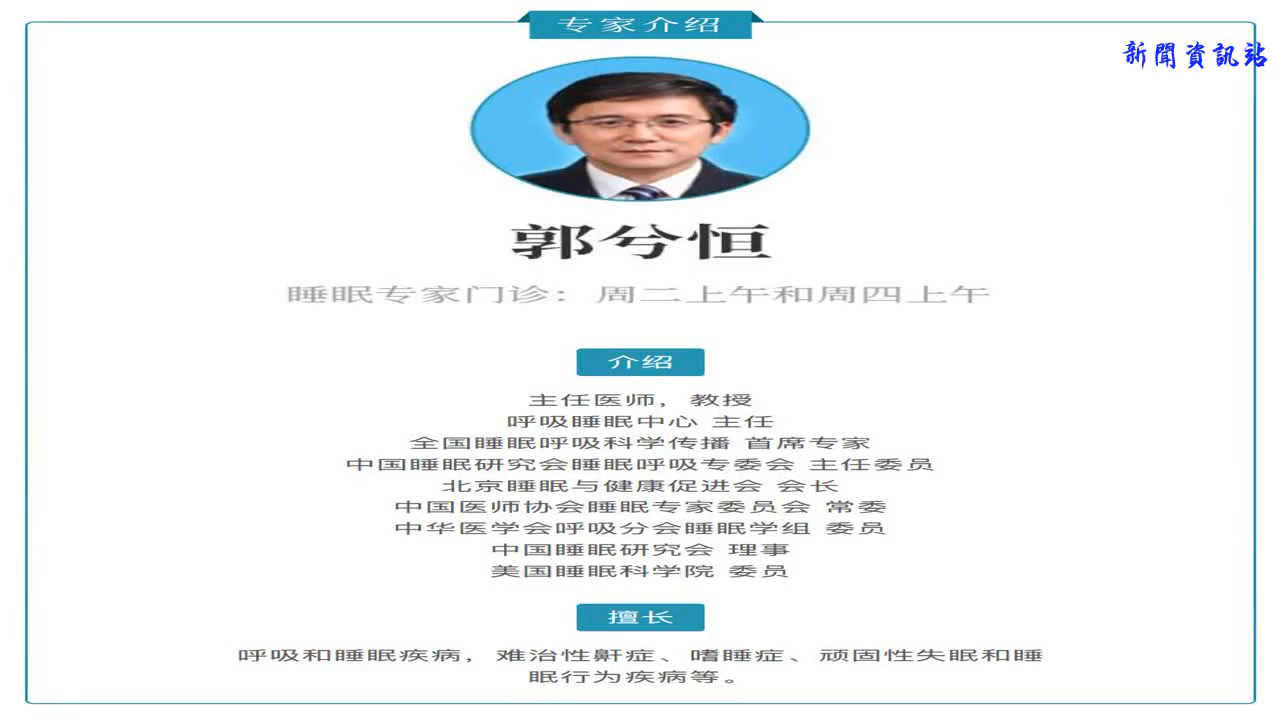 专家介绍
新聞資訊站
郭兮恒
睡眠专家门诊：周二上午和周四上午
介绍
主任医师，教授
呼吸睡眠中心 主任
全国睡眠呼吸科学传播 首席专家
中国睡眠研究会睡眠呼吸专委会 主任委员
北京睡眠与健康促进会 会长
中国医师协会睡眠专家委员会 常委
中华医学会呼吸分会睡眠学组 委员
中国睡眠研究会 理事
美国睡眠科学院 委员
擅长
呼吸和睡眠疾病，难治性鼾症、嗜睡症、顽固性失眠和睡
眠行为疾病等。